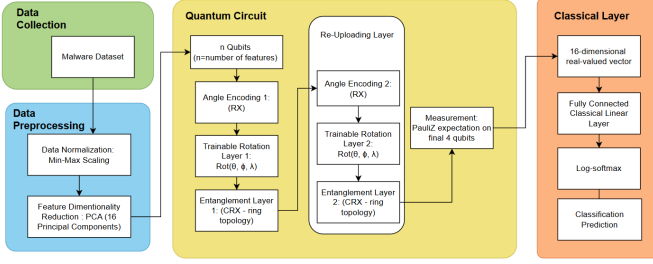 Data
Collection
Malware Dataset
Data
Preprocessing
Data Normalization:
Min-Max Scaling
Feature Dimentionality
Reduction : PCA (16
Principal Components)
Quantum Circuit
n Qubits
(n=number of features)
Angle Encoding 1:
(RX)
Trainable Rotation
Layer 1:
Rot(θ, ϕ, λ)
Entanglement Layer
1: (CRX - ring
topology)
Re-Uploading Layer
Angle Encoding 2:
(RX)
Trainable Rotation
Layer 2:
Rot(θ, ϕ, λ)
Entanglement Layer
2: (CRX - ring
topology)
Measurement:
PauliZ expectation on
final 4 qubits
Classical Layer
16-dimensional
real-valued vector
Fully Connected
Classical Linear
Layer
Log-softmax
Classification
Prediction